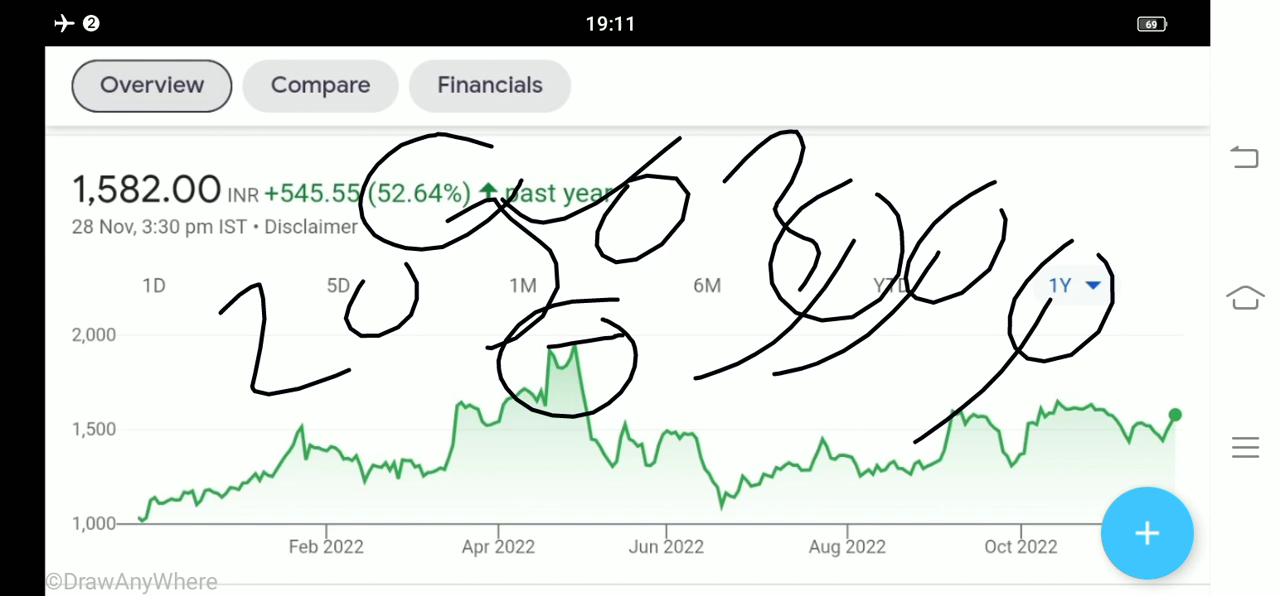 2
19:11
69
Overview Compare Financials
1,582.00 INR +545.55 (52.64%) past year
28 Nov, 3:30 pm IST • Disclaimer
1D 5D 1M 6M YTD 1Y
20
2,000
1,500
1,000
Feb 2022 Apr 2022 Jun 2022 Aug 2022 Oct 2022
+
©DrawAnyWhere